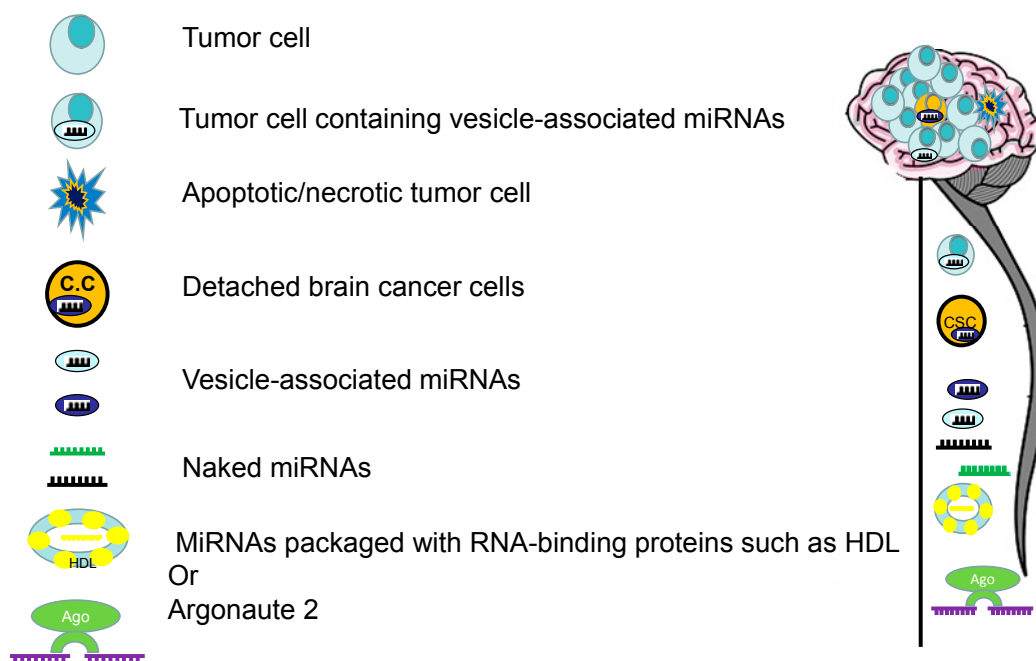 Tumor cell
Tumor cell containing vesicle-associated miRNAs
Apoptotic/necrotic tumor cell
C.C
Detached brain cancer cells
Vesicle-associated miRNAs
Naked miRNAs
HDL
MiRNAs packaged with RNA-binding proteins such as HDL
Or
Ago
Argonaute 2
CSC
Ago